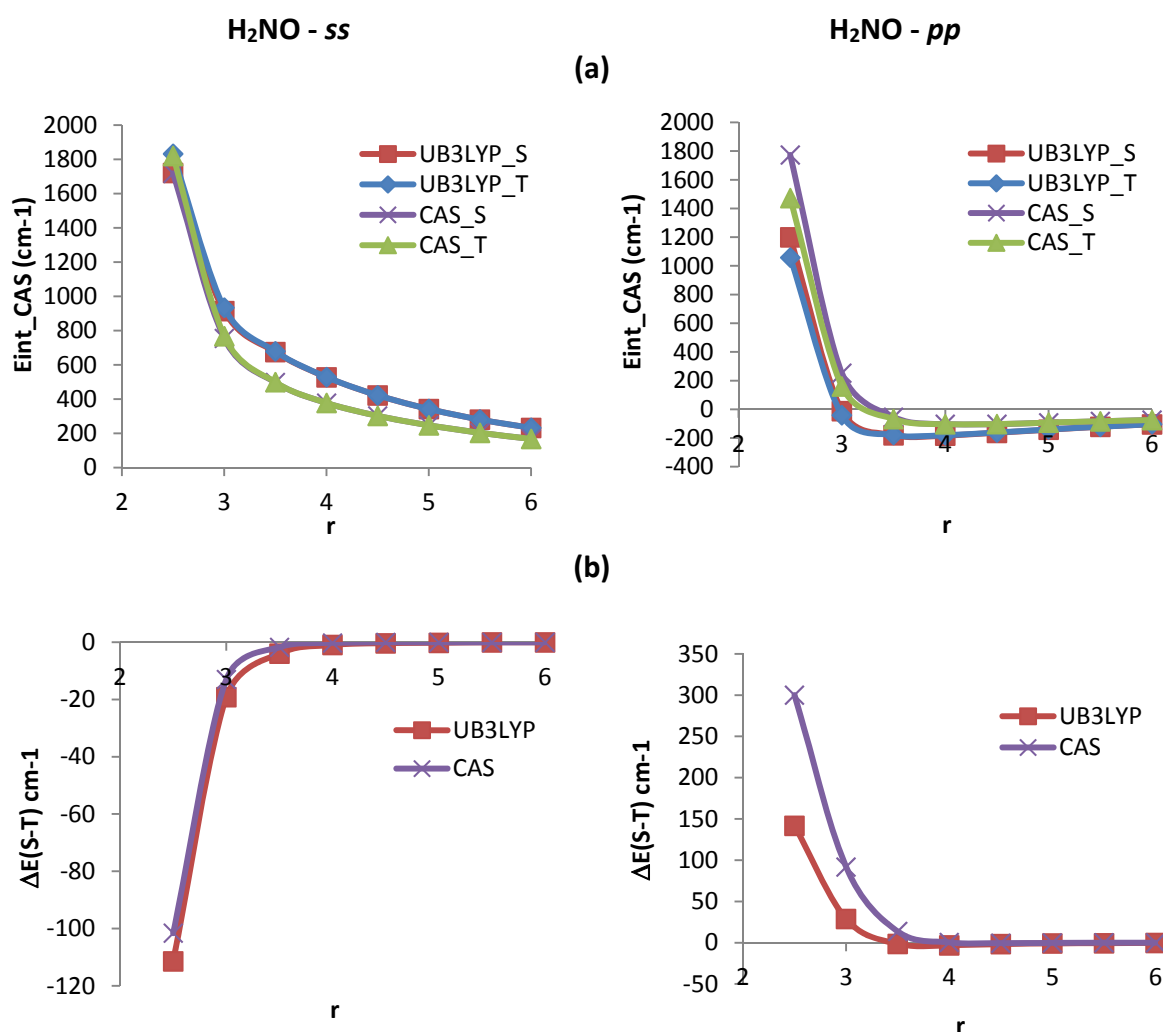 H₂NO - ss
H₂NO - pp
(a)
Eint_CAS (cm-1)
2000
1800
1600
1400
1200
1000
800
600
400
200
0
2 3 4 5 6
r
UB3LYP_S
UB3LYP_T
CAS_S
CAS_T
Eint_CAS (cm-1)
2000
1800
1600
1400
1200
1000
800
600
400
200
0
-200
-400
2 3 4 5 6
r
UB3LYP_S
UB3LYP_T
CAS_S
CAS_T
(b)
ΔE(S-T) cm-1
0
-20
-40
-60
-80
-100
-120
2 3 4 5 6
r
UB3LYP
CAS
ΔE(S-T) cm-1
350
300
250
200
150
100
50
0
-50
2 3 4 5 6
r
UB3LYP
CAS